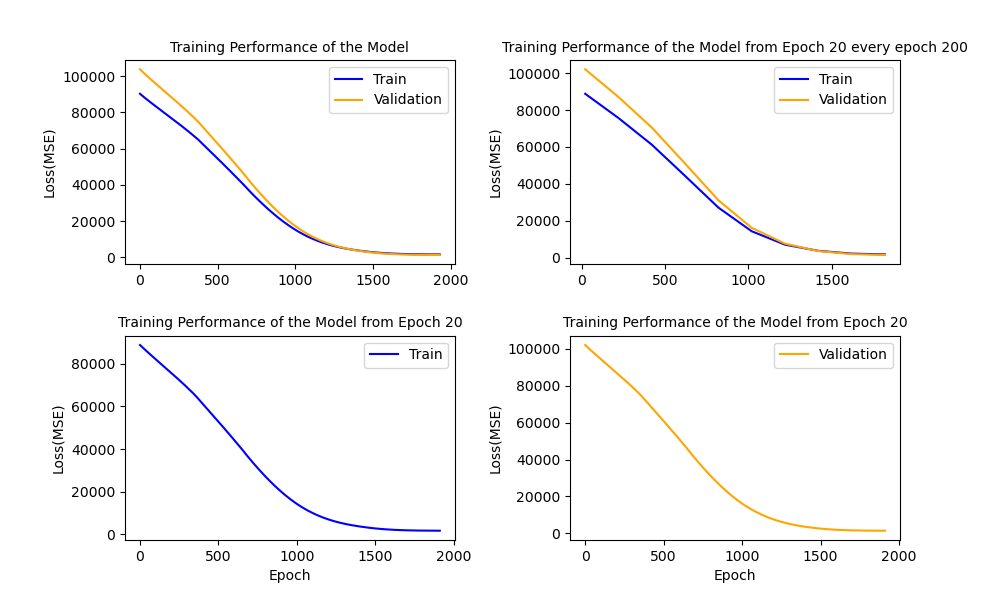 Training Performance of the Model
Loss(MSE)
100000
80000
60000
40000
20000
0
0 500 1000 1500 2000
Train
Validation
Training Performance of the Model from Epoch 20 every epoch 200
Loss(MSE)
100000
80000
60000
40000
20000
0
0 500 1000 1500
Train
Validation
Training Performance of the Model from Epoch 20
Loss(MSE)
80000
60000
40000
20000
0
0 500 1000 1500 2000
Epoch
Train
Training Performance of the Model from Epoch 20
Loss(MSE)
100000
80000
60000
40000
20000
0
0 500 1000 1500 2000
Epoch
Validation